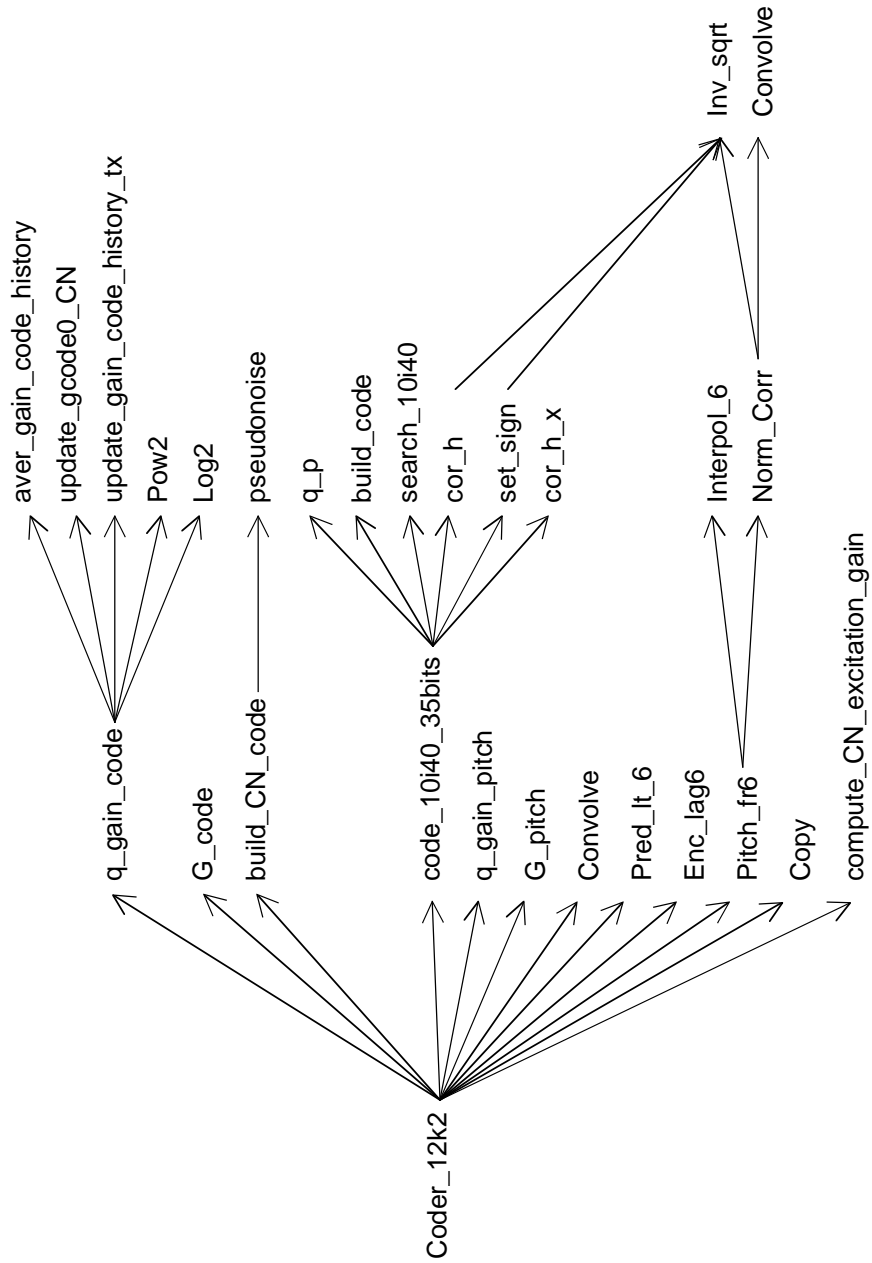 Coder_12k2
q_gain_code
G_code
build_CN_code
code_10i40_35bits
q_gain_pitch
G_pitch
Convolve
Pred_lt_6
Enc_lag6
Pitch_fr6
Copy
compute_CN_excitation_gain
aver_gain_code_history
update_gcode0_CN
update_gain_code_history_tx
Pow2
Log2
pseudonoise
q_p
build_code
search_10i40
cor_h
set_sign
cor_h_x
Interpol_6
Norm_Corr
Inv_sqrt
Convolve